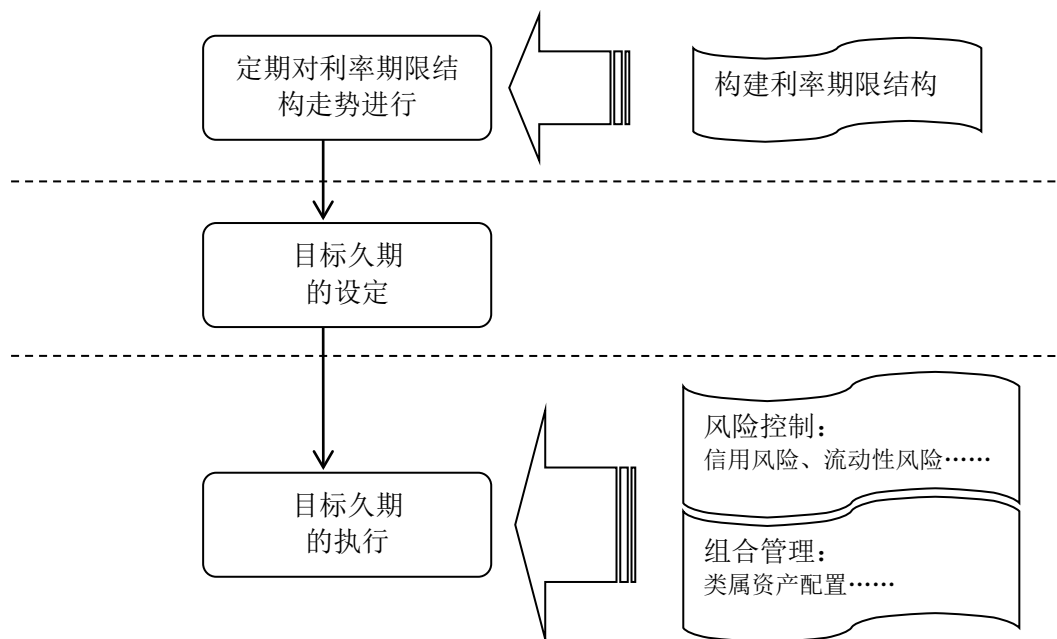 定期对利率期限结
构走势进行
构建利率期限结构
目标久期
的设定
风险控制：
信用风险、流动性风险……
目标久期
的执行
组合管理：
类属资产配置……